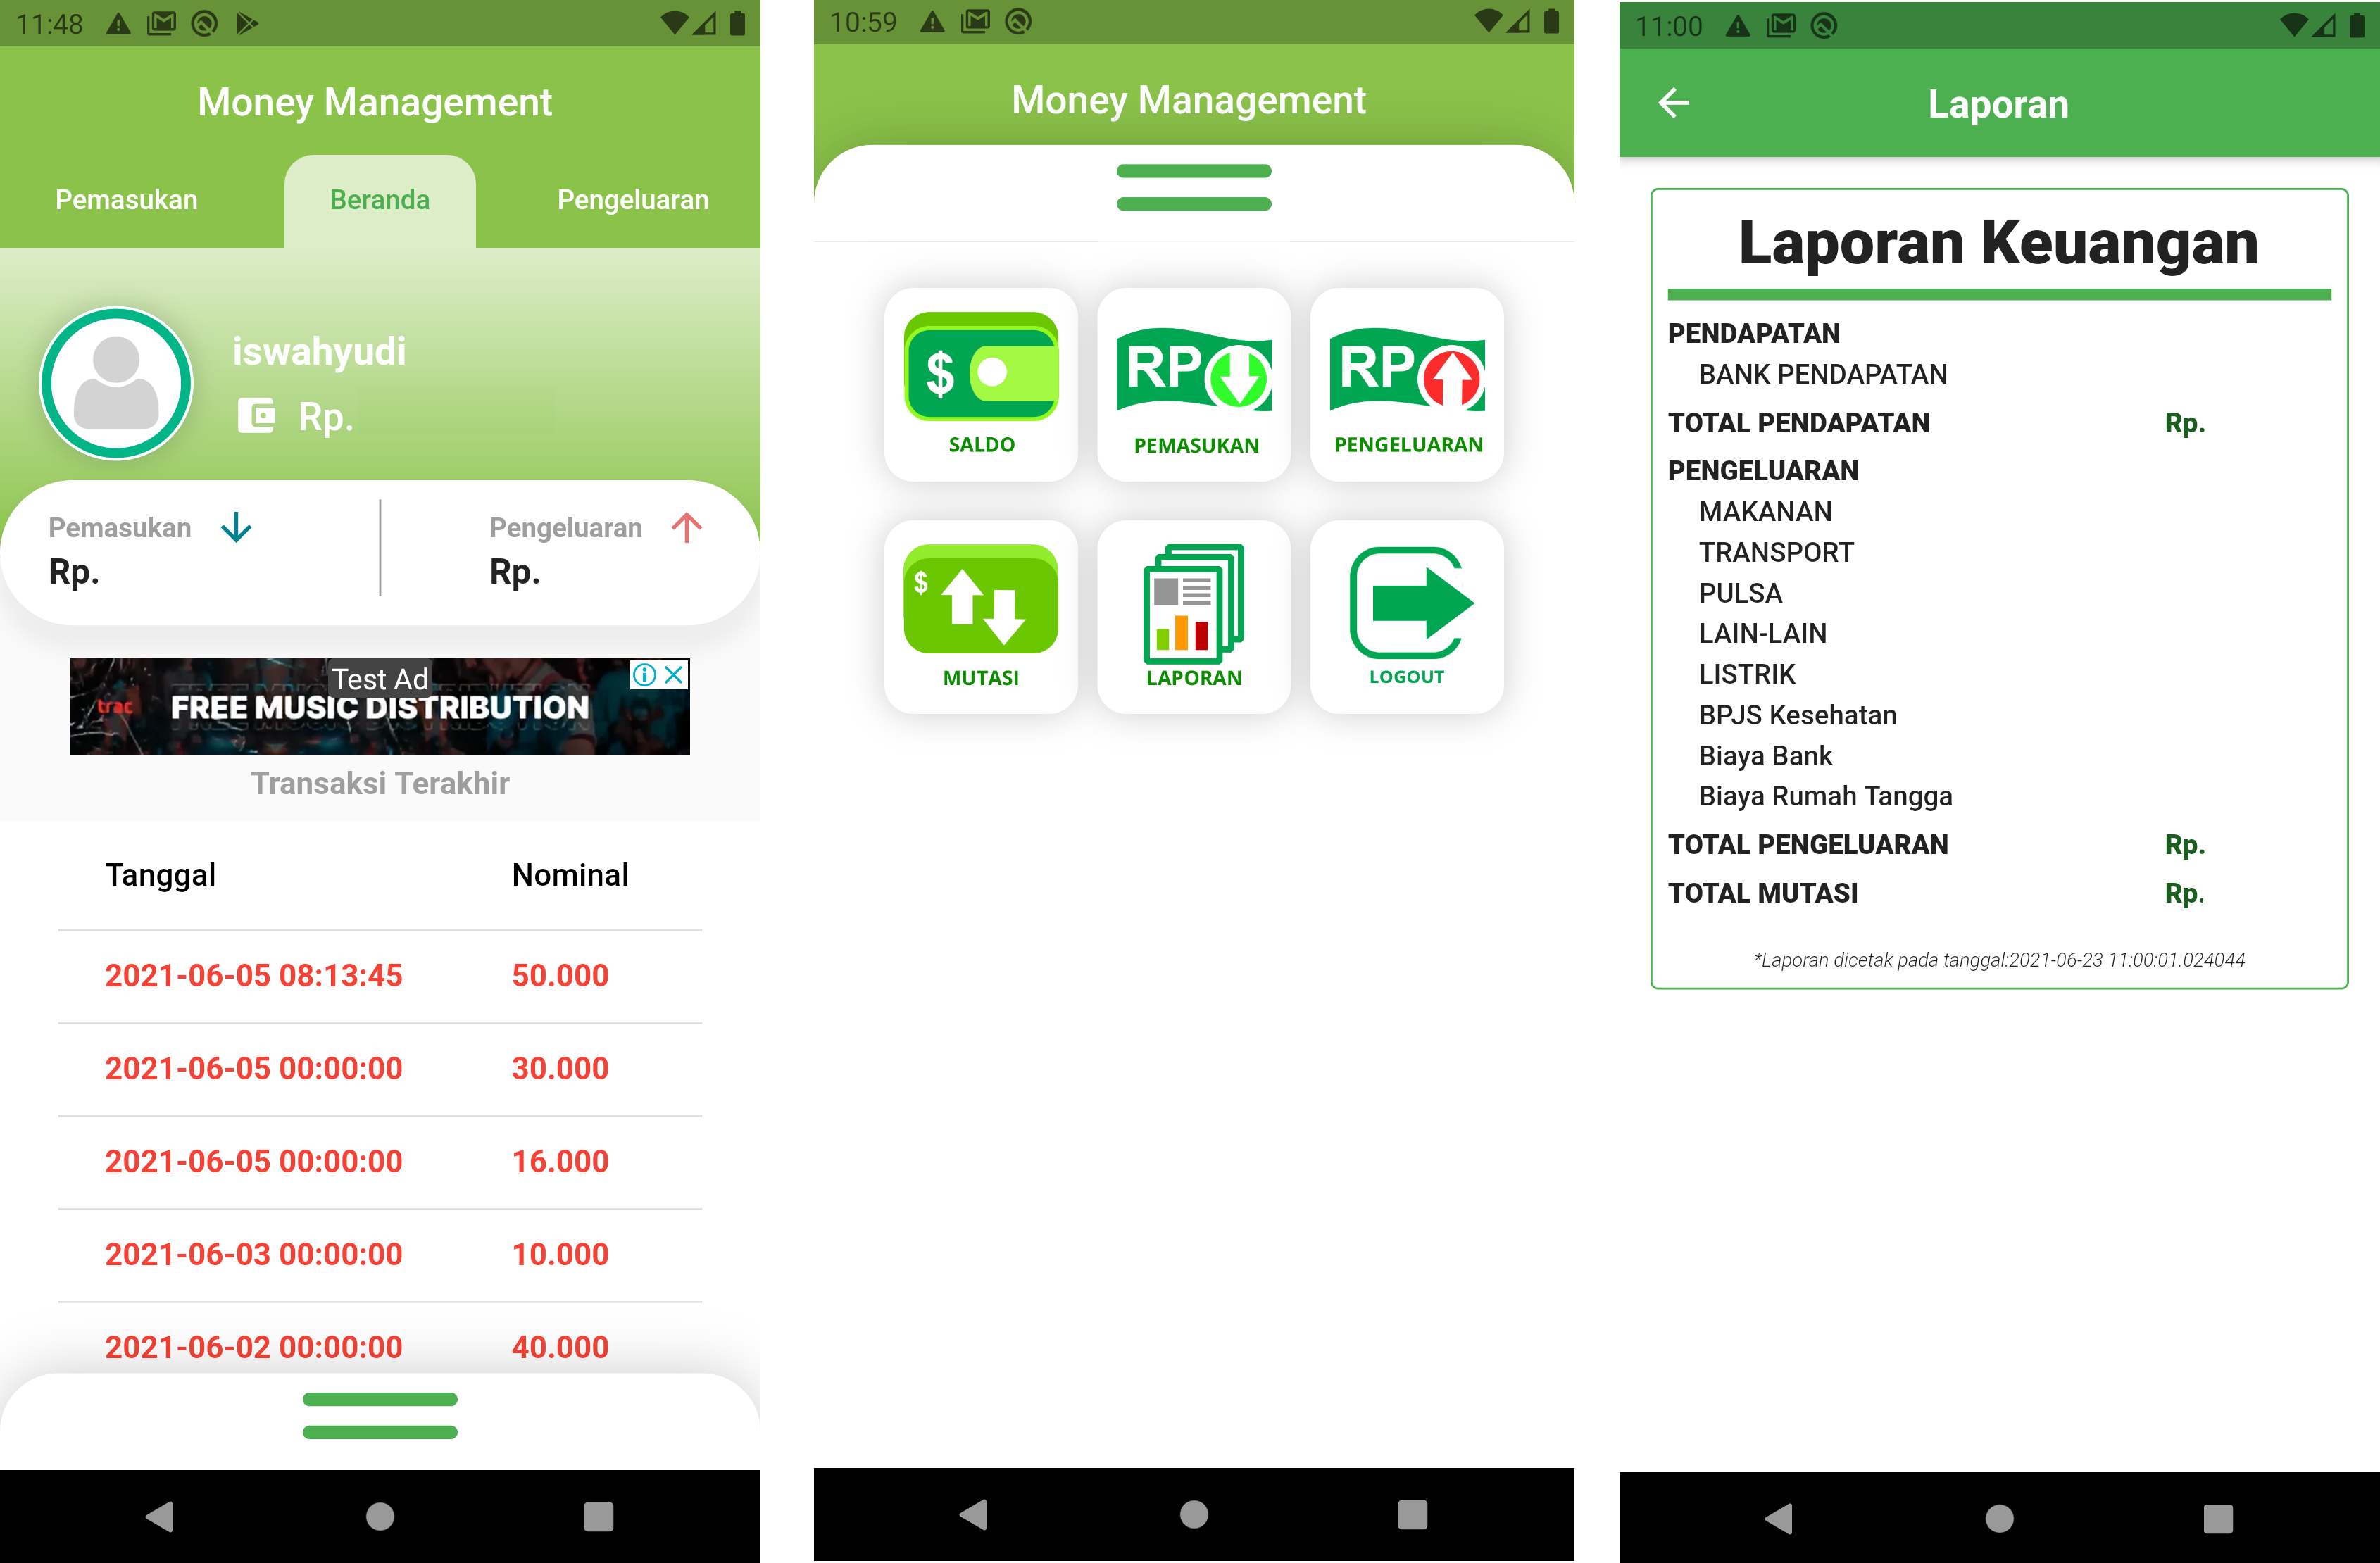 11:48
Money Management
Pemasukan Beranda Pengeluaran
iswahyudi
Rp.
Pemasukan Pengeluaran
Rp. Rp.
Test Ad
trac FREE MUSIC DISTRIBUTION
Transaksi Terakhir
Tanggal Nominal
2021-06-05 08:13:45 50.000
2021-06-05 00:00:00 30.000
2021-06-05 00:00:00 16.000
2021-06-03 00:00:00 10.000
2021-06-02 00:00:00 40.000
10:59
Money Management
$ RP RP
SALDO PEMASUKAN PENGELUARAN
$
MUTASI LAPORAN LOGOUT
11:00
Laporan
Laporan Keuangan
PENDAPATAN
BANK PENDAPATAN
TOTAL PENDAPATAN Rp.
PENGELUARAN
MAKANAN
TRANSPORT
PULSA
LAIN-LAIN
LISTRIK
BPJS Kesehatan
Biaya Bank
Biaya Rumah Tangga
TOTAL PENGELUARAN Rp.
TOTAL MUTASI Rp.
*Laporan dicetak pada tanggal:2021-06-23 11:00:01.024044